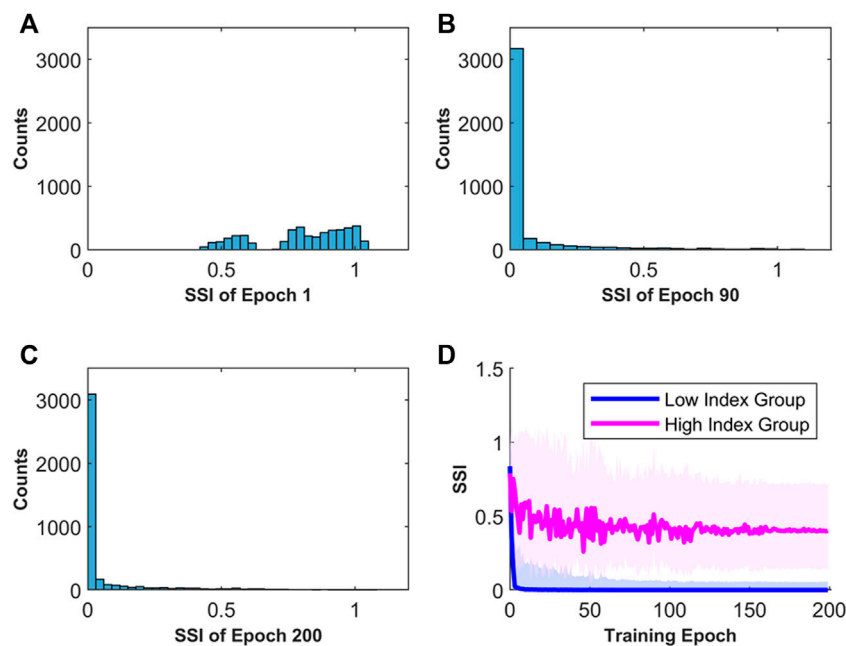 A
3000
2000
1000
0
Counts
0
0.5
1
SSI of Epoch 1
B
3000
2000
1000
0
Counts
0
0.5
1
SSI of Epoch 90
C
3000
2000
1000
0
Counts
0
0.5
1
SSI of Epoch 200
D
1.5
1
0.5
0
SSI
Low Index Group
High Index Group
0
50
100
150
200
Training Epoch